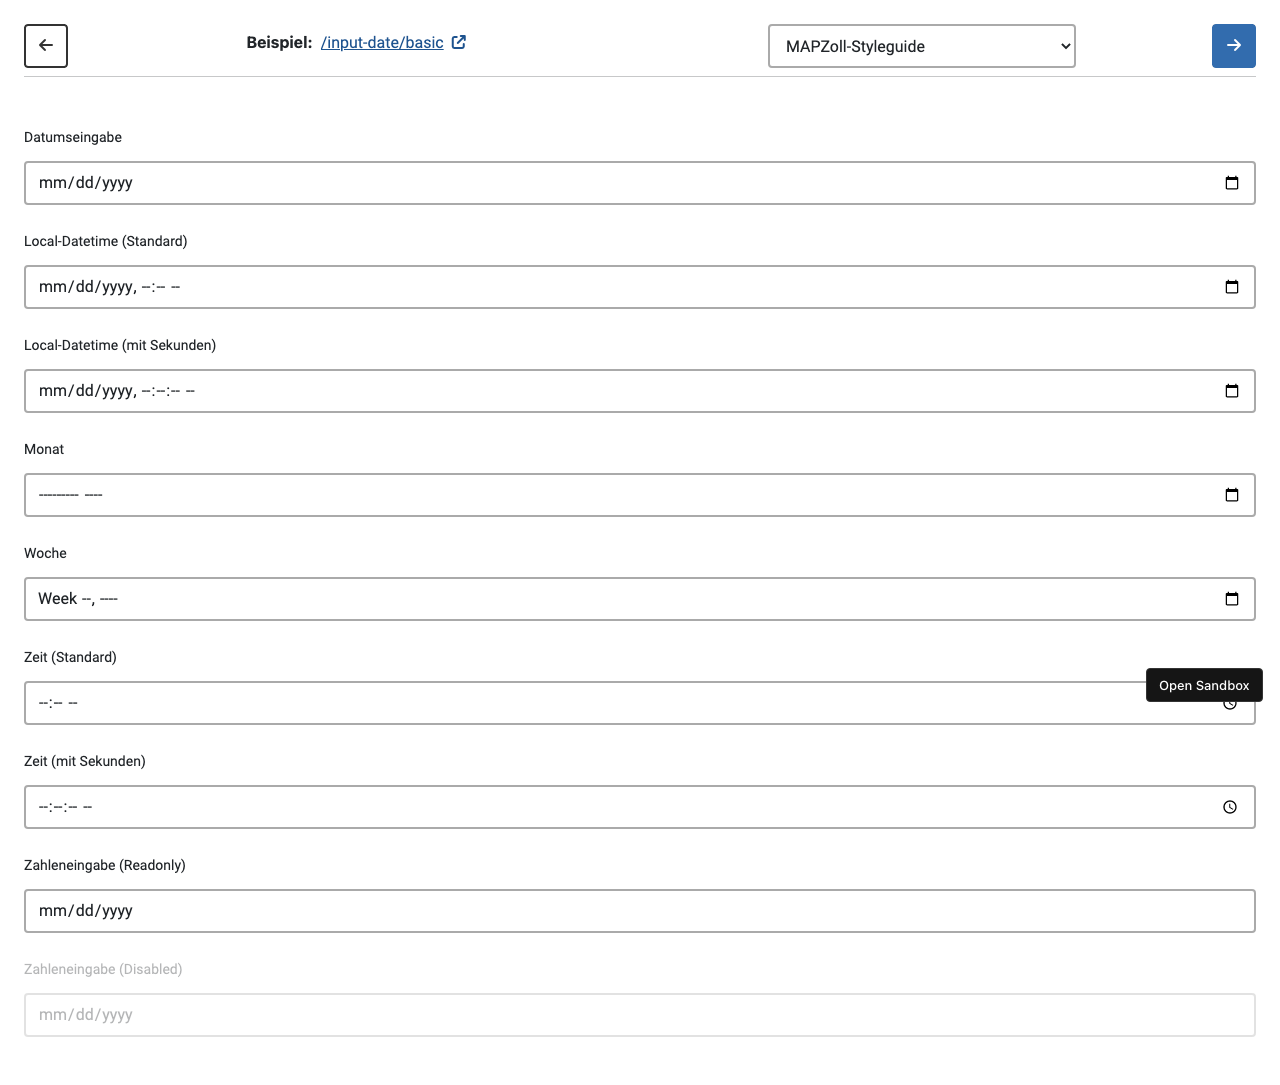 Beispiel: /input-date/basic
MAPZoll-Styleguide
Datumseingabe
mm/dd/yyyy
Local-Datetime (Standard)
mm/dd/yyyy, --:-- --
Local-Datetime (mit Sekunden)
mm/dd/yyyy, --:--:-- --
Monat
--------- ----
Woche
Week --, ----
Zeit (Standard)
Open Sandbox
--:-- --
Zeit (mit Sekunden)
--:--:-- --
Zahleneingabe (Readonly)
mm/dd/yyyy
Zahleneingabe (Disabled)
mm/dd/yyyy